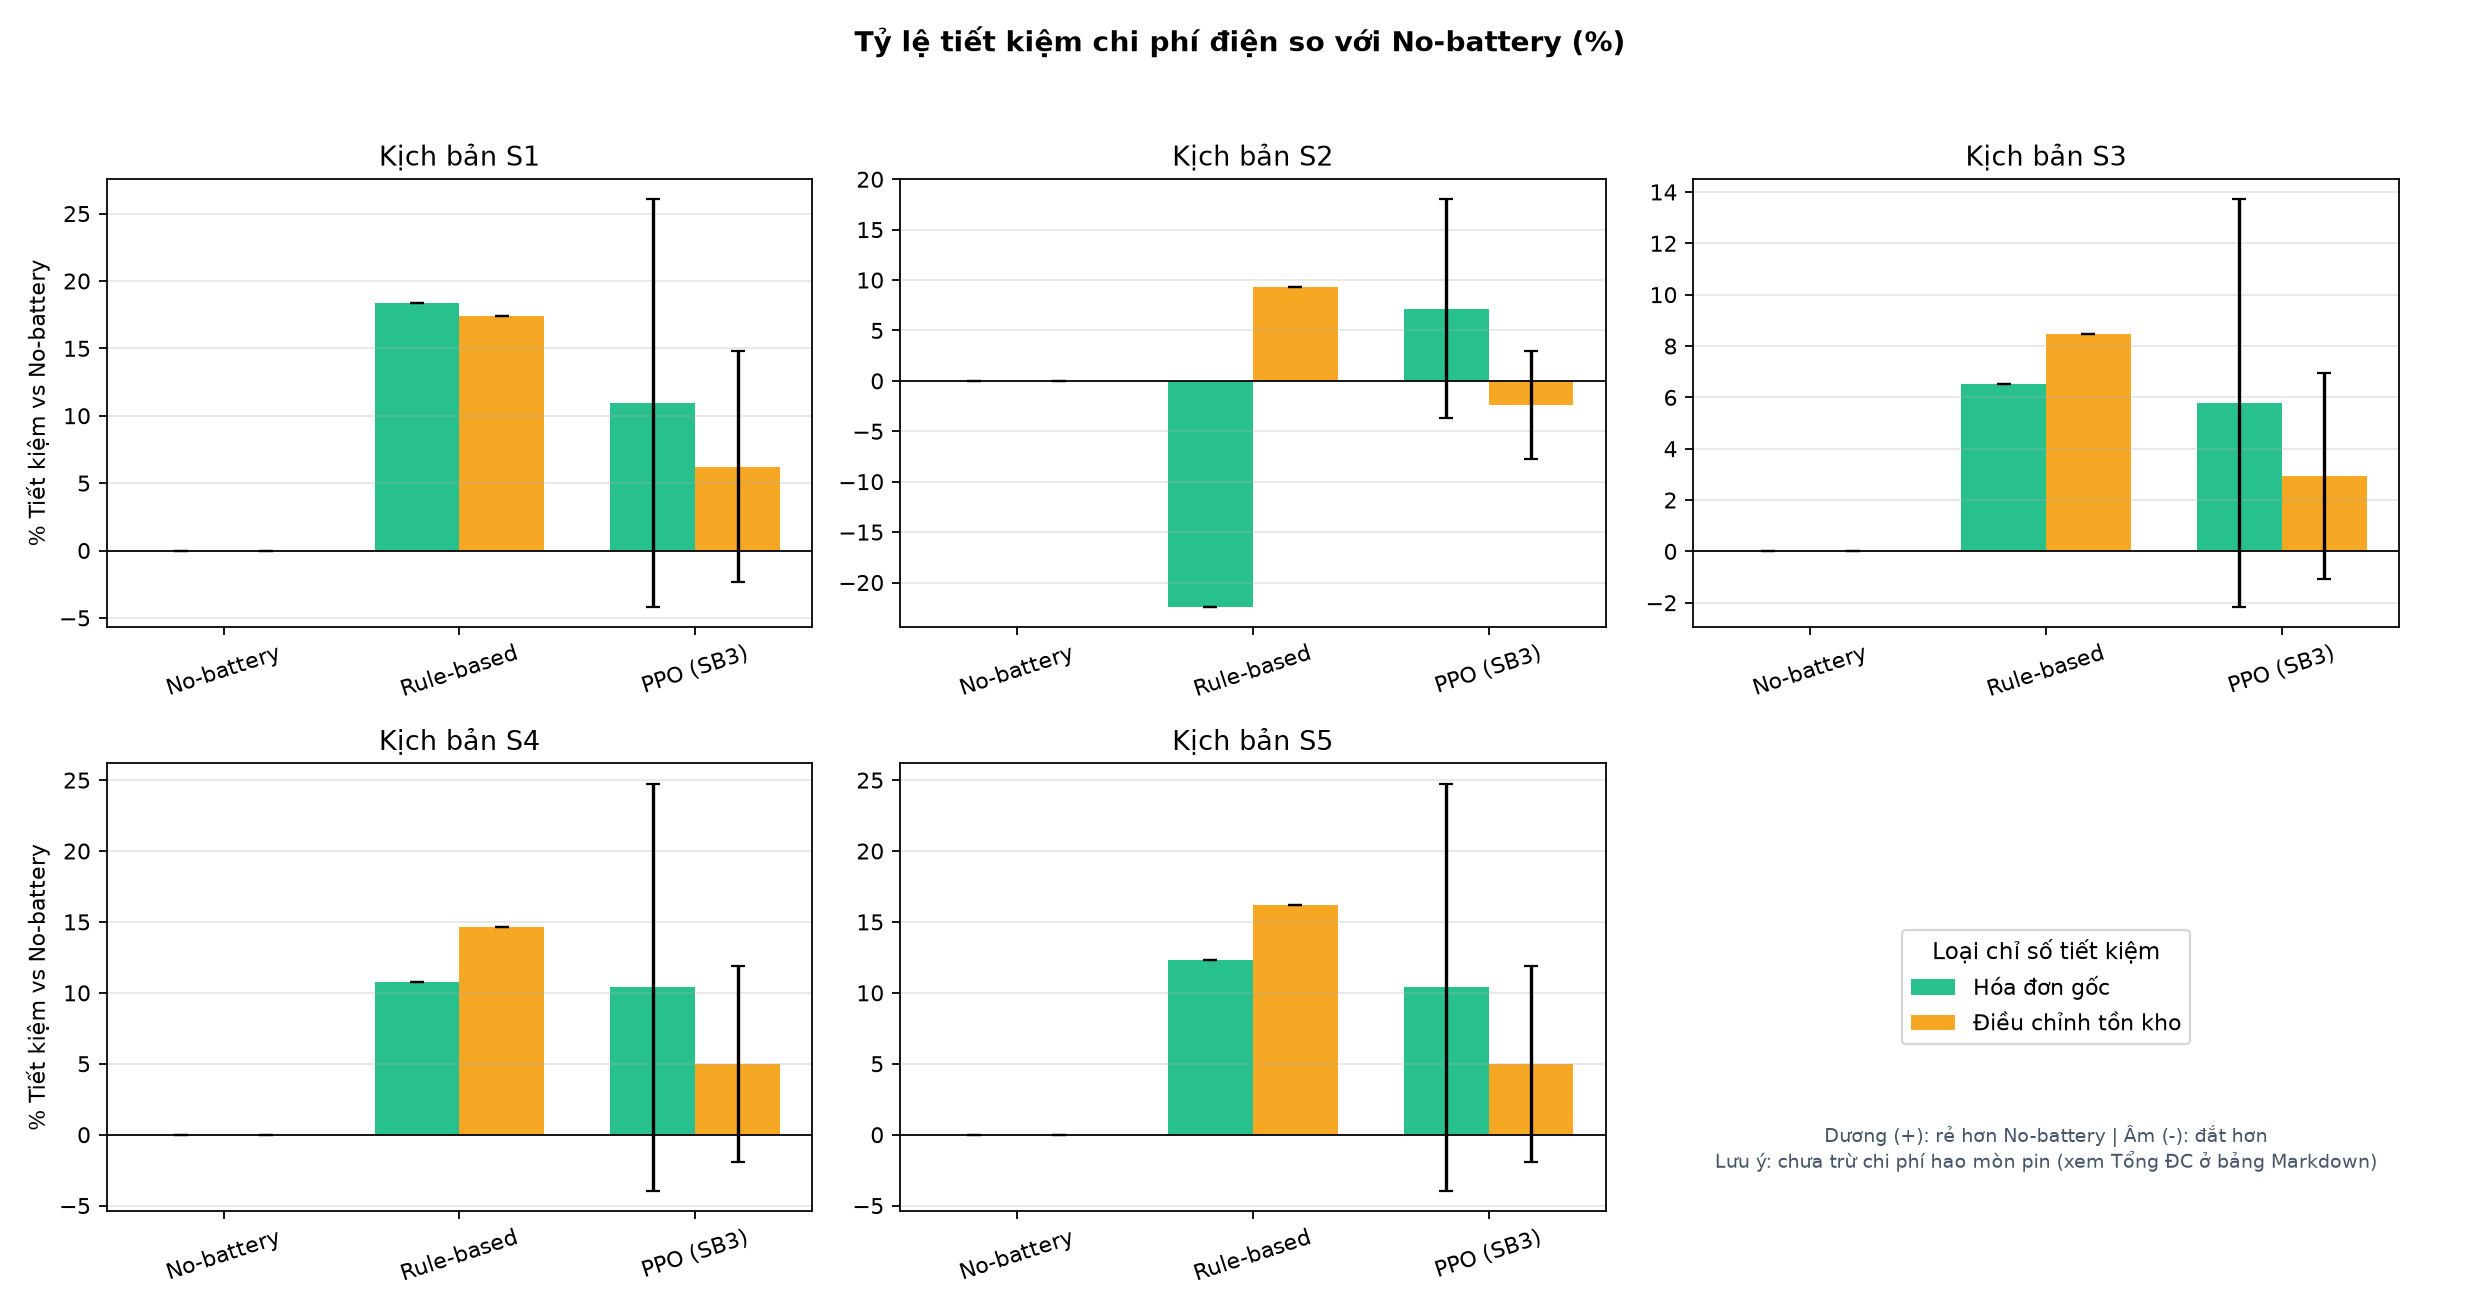 Tỷ lệ tiết kiệm chi phí điện so với No-battery (%)
Kịch bản S1
% Tiết kiệm vs No-battery
25
20
15
10
5
0
−5
No-battery
Rule-based
PPO (SB3)
Kịch bản S2
20
15
10
5
0
−5
−10
−15
−20
No-battery
Rule-based
PPO (SB3)
Kịch bản S3
14
12
10
8
6
4
2
0
−2
No-battery
Rule-based
PPO (SB3)
Kịch bản S4
% Tiết kiệm vs No-battery
25
20
15
10
5
0
−5
No-battery
Rule-based
PPO (SB3)
Kịch bản S5
25
20
15
10
5
0
−5
No-battery
Rule-based
PPO (SB3)
Loại chỉ số tiết kiệm
Hóa đơn gốc
Điều chỉnh tồn kho
Dương (+): rẻ hơn No-battery | Âm (-): đắt hơn
Lưu ý: chưa trừ chi phí hao mòn pin (xem Tổng ĐC ở bảng Markdown)